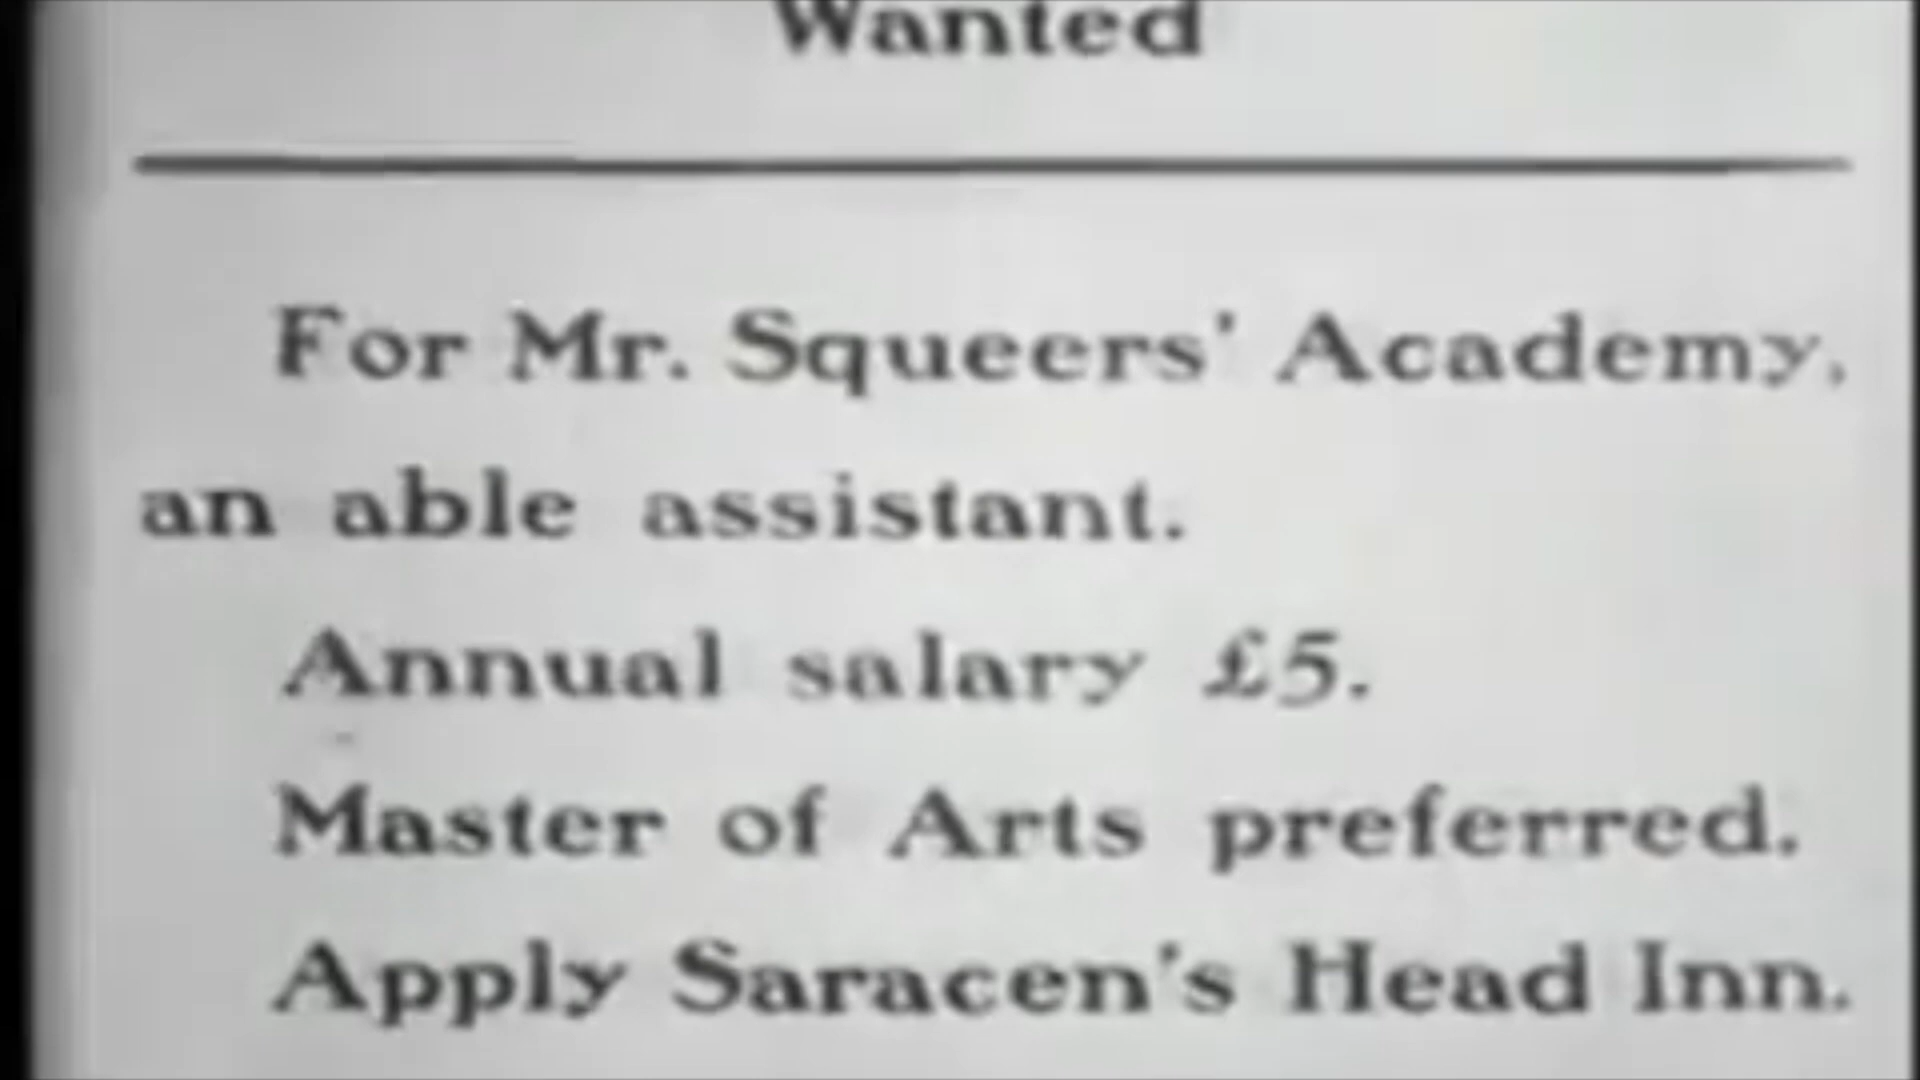 Wanted
For Mr. Squeers' Academy,
an able assistant.
Annual salary £5.
Master of Arts preferred.
Apply Saracen's Head Inn.